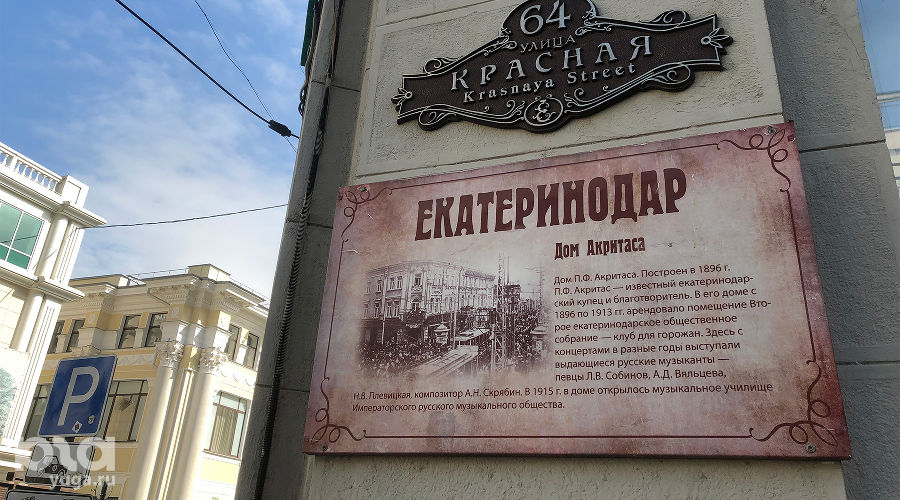 64
УЛИЦА
КРАСНАЯ
Krasnaya Street
ЕКАТЕРИНОДАР
Дом Акритаса
Дом П.Ф. Акритаса. Построен в 1896 г.
П.Ф. Акритас — известный екатеринодар-
ский купец и благотворитель. В его доме с
1896 по 1913 гг. арендовало помещение Вто-
рое екатеринодарское общественное
собрание — клуб для горожан. Здесь с
концертами в разные годы выступали
выдающиеся русские музыканты —
певцы Л.В. Собинов, А.Д. Вяльцева,
Н.В. Плевицкая, композитор А.Н. Скрябин. В 1915 г. в доме открылось музыкальное училище
Императорского русского музыкального общества.
P
yuga.ru